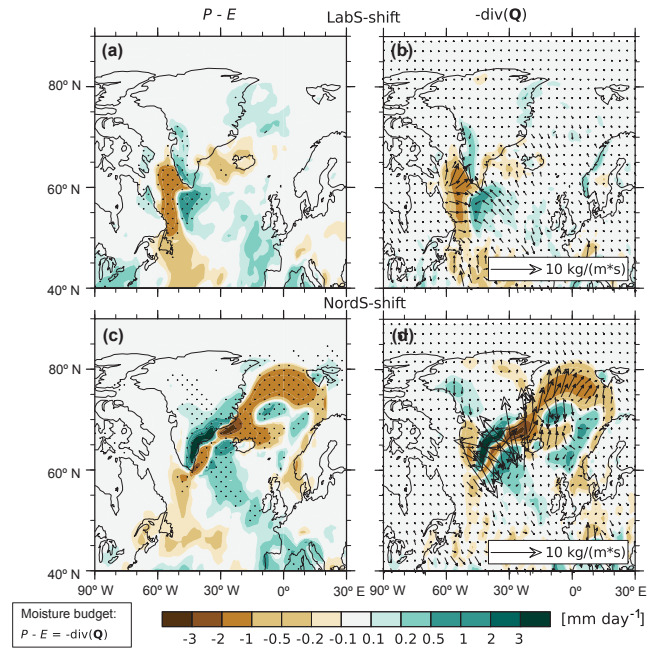 P - E LabS-shift -div(Q)
(a) (b)
80° N
70° N
60° N
50° N
40° N
10 kg/(m*s)
NordS-shift
(c) (d)
80° N
60° N
40° N
10 kg/(m*s)
90° W 60° W 30° W 0° 30° E 90° W 60° W 30° W 0° 30° E
Moisture budget:
P - E = -div(Q)
-3 -2 -1 -0.5 -0.2 -0.1 0.1 0.2 0.5 1 2 3 [mm day⁻¹]